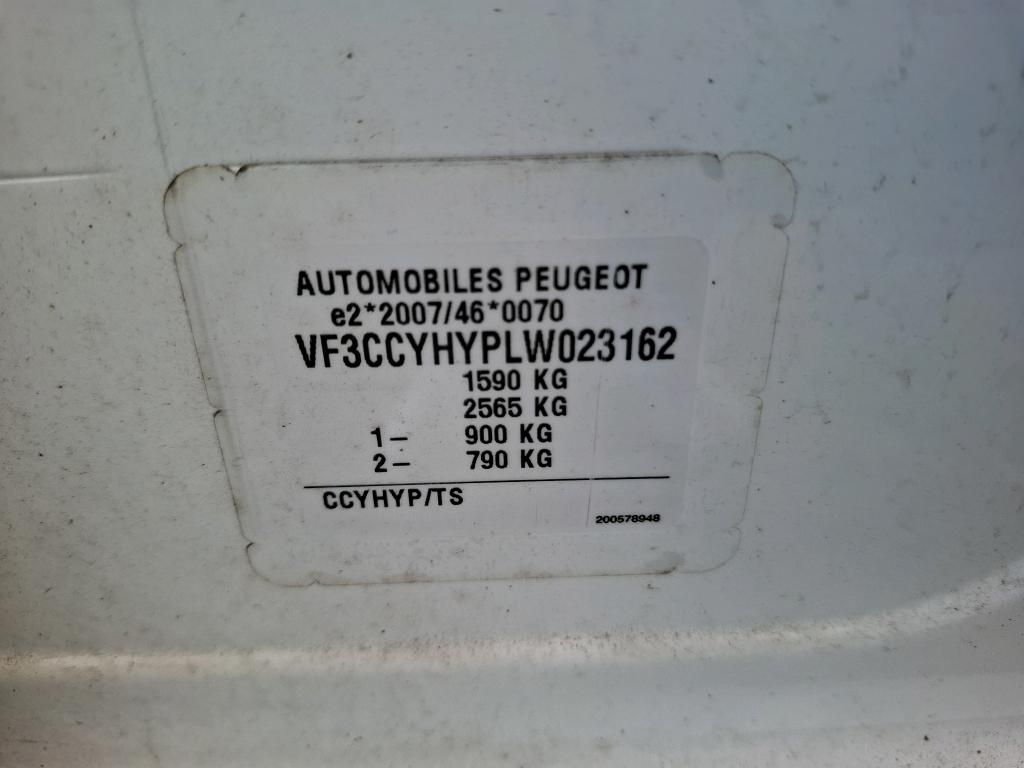 AUTOMOBILES PEUGEOT
e2*2007/46*0070
VF3CCYHYPLW023162
1590 KG
2565 KG
1– 900 KG
2– 790 KG
CCYHYP/TS
200578948